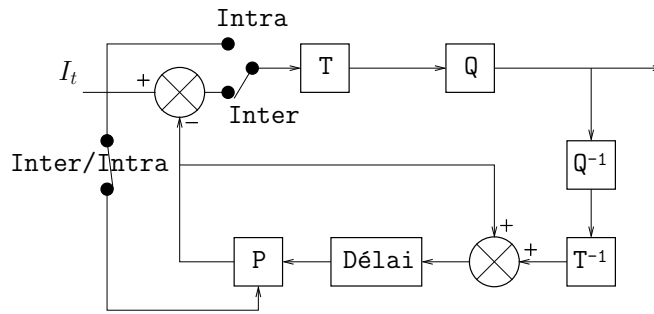 Intra
I_t
+
−
T
Q
Inter
Inter/Intra
Q⁻¹
+
+
P
Délai
T⁻¹